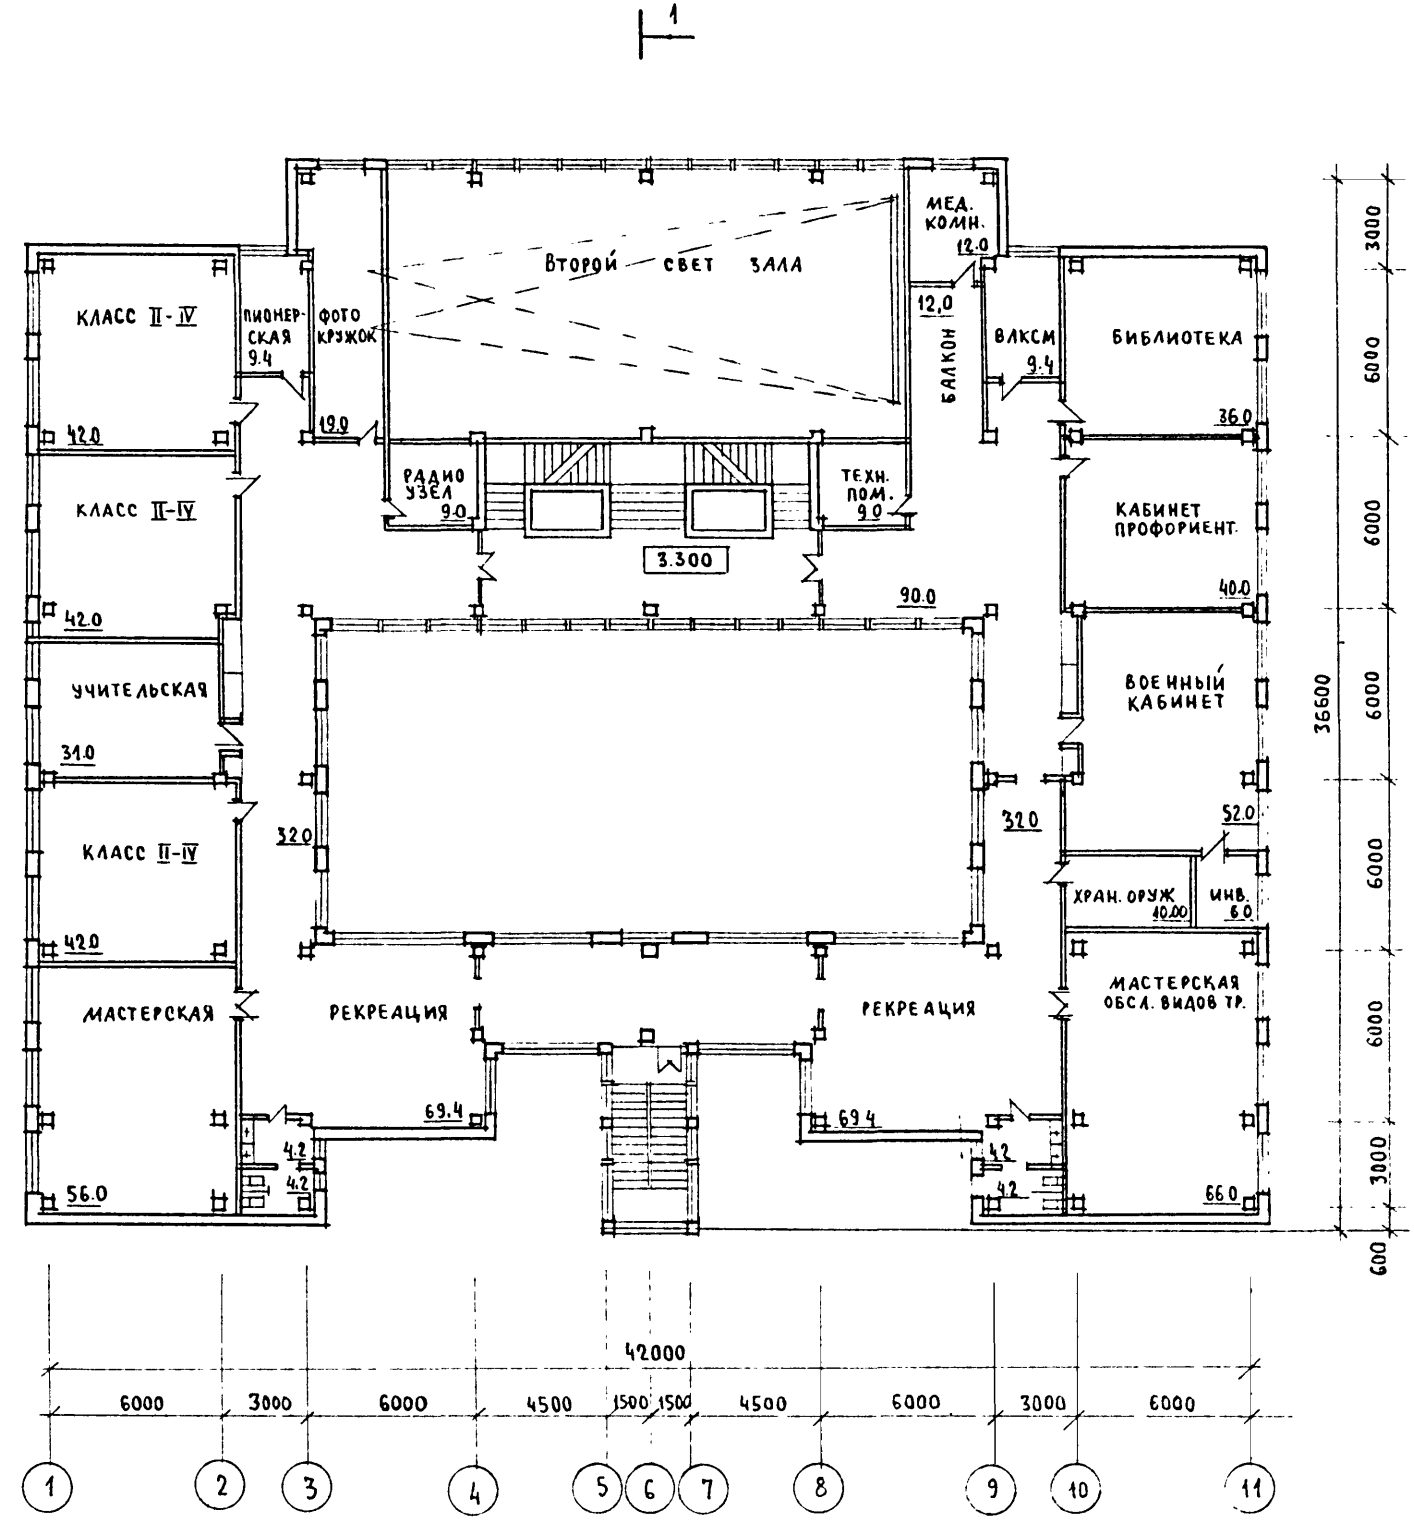 1
МЕД.
КОМН.
12.0
ВТОРОЙ СВЕТ ЗАЛА
КЛАСС II-IV
42.0
ПИОНЕР-
СКАЯ
9.4
ФОТО
КРУЖОК
19.0
12,0
БАЛКОН
ВЛКСМ
9.4
БИБЛИОТЕКА
36.0
КЛАСС II-IV
42.0
РАДИО
УЗЕЛ
9.0
ТЕХН.
ПОМ.
9.0
КАБИНЕТ
ПРОФОРИЕНТ.
40.0
3.300
90.0
УЧИТЕЛЬСКАЯ
31.0
ВОЕННЫЙ
КАБИНЕТ
52.0
КЛАСС II-IV
42.0
32.0
32.0
ХРАН. ОРУЖ
10.00
ИНВ.
6.0
МАСТЕРСКАЯ
56.0
РЕКРЕАЦИЯ
69.4
РЕКРЕАЦИЯ
69.4
МАСТЕРСКАЯ
ОБСЛ. ВИДОВ ТР.
66.0
4.2
4.2
4.2
4.2
3000
6000
6000
6000
6000
6000
3000
600
36600
42000
6000 3000 6000 4500 1500 1500 4500 6000 3000 6000
1 2 3 4 5 6 7 8 9 10 11